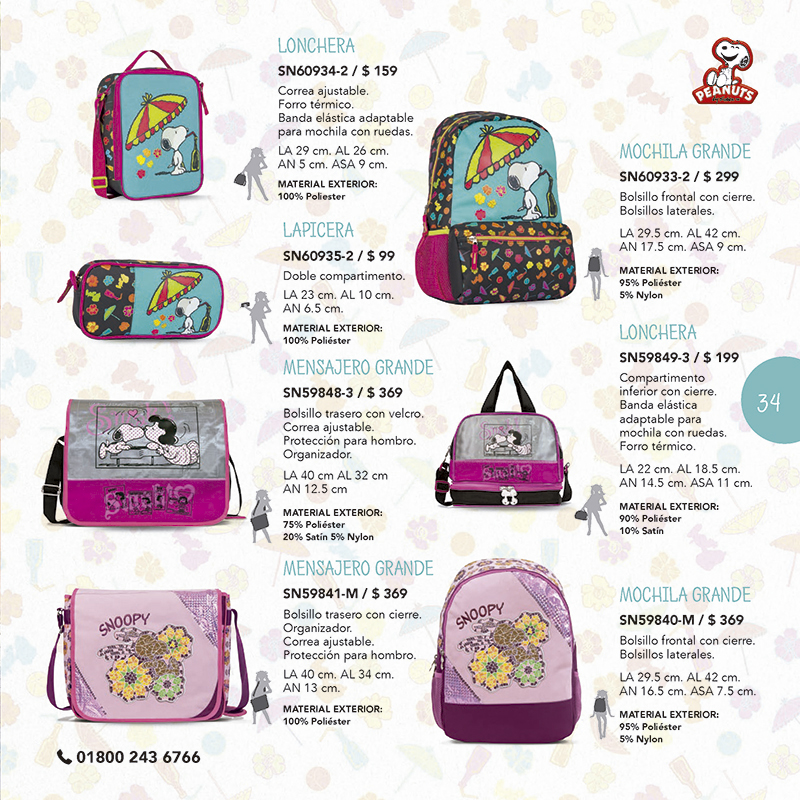 LONCHERA
SN60934-2 / $ 159
Correa ajustable.
Forro térmico.
Banda elástica adaptable
para mochila con ruedas.
LA 29 cm. AL 26 cm.
AN 5 cm. ASA 9 cm.
MATERIAL EXTERIOR:
100% Poliester
LAPICERA
SN60935-2 / $ 99
Doble compartimento.
LA 23 cm. AL 10 cm.
AN 6.5 cm.
MATERIAL EXTERIOR:
100% Poliéster
MENSAJERO GRANDE
SN59848-3 / $ 369
Bolsillo trasero con velcro.
Correa ajustable.
Protección para hombro.
Organizador.
LA 40 cm AL 32 cm
AN 12.5 cm
MATERIAL EXTERIOR:
75% Poliéster
20% Satín 5% Nylon
MENSAJERO GRANDE
SN59841-M / $ 369
Bolsillo trasero con cierre.
Organizador.
Correa ajustable.
Protección para hombro.
LA 40 cm. AL 34 cm.
AN 13 cm.
MATERIAL EXTERIOR:
100% Poliéster
SNOOPY
01800 243 6766
PEANUTS
MOCHILA GRANDE
SN60933-2 / $ 299
Bolsillo frontal con cierre.
Bolsillos laterales.
LA 29.5 cm. AL 42 cm.
AN 17.5 cm. ASA 9 cm.
MATERIAL EXTERIOR:
95% Poliéster
5% Nylon
LONCHERA
SN59849-3 / $ 199
Compartimento
inferior con cierre.
Banda elástica
adaptable para
mochila con ruedas.
Forro térmico.
LA 22 cm. AL 18.5 cm.
AN 14.5 cm. ASA 11 cm.
MATERIAL EXTERIOR:
90% Poliéster
10% Satín
34
SNOOPY
MOCHILA GRANDE
SN59840-M / $ 369
Bolsillo frontal con cierre.
Bolsillos laterales.
LA 29.5 cm. AL 42 cm.
AN 16.5 cm. ASA 7.5 cm.
MATERIAL EXTERIOR:
95% Poliéster
5% Nylon